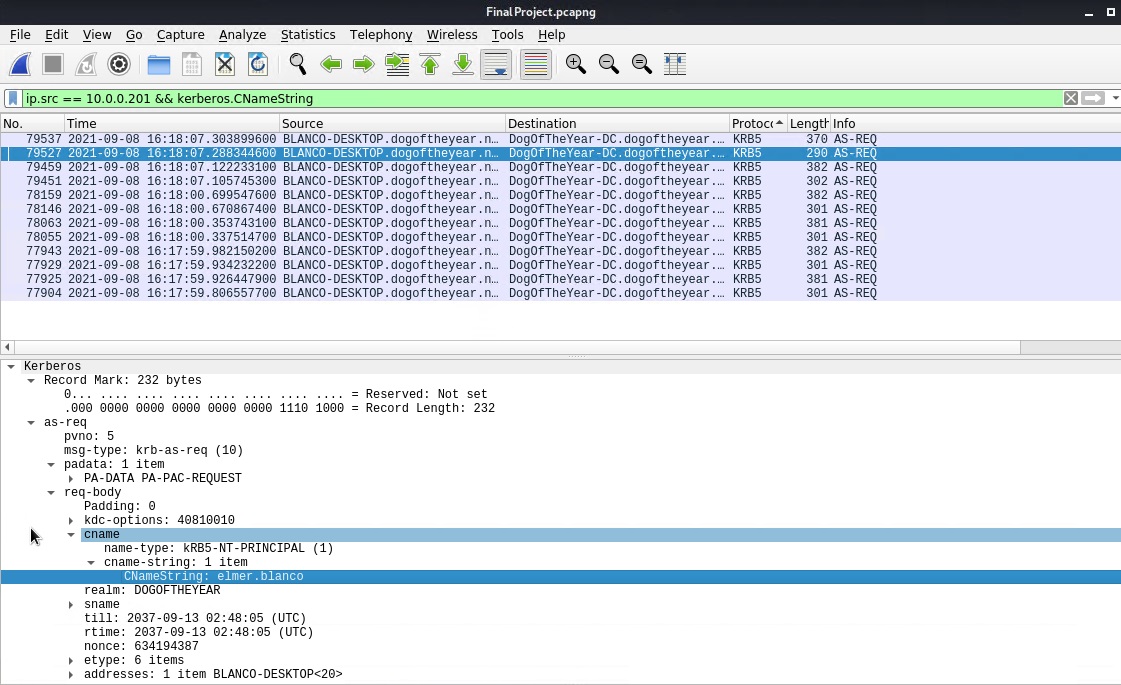 FinalProject.pcapng
File Edit View Go Capture Analyze Statistics Telephony Wireless Tools Help
ip.src == 10.0.0.201 && kerberos.CNameString
No. Time Source Destination Protoc Length Info
79537 2021-09-08 16:18:07.303899600 BLANCO-DESKTOP.dogoftheyear.n… DogOfTheYear-DC.dogoftheyear.… KRB5 370 AS-REQ
79527 2021-09-08 16:18:07.288344600 BLANCO-DESKTOP.dogoftheyear.n… DogOfTheYear-DC.dogoftheyear.… KRB5 290 AS-REQ
79459 2021-09-08 16:18:07.122233100 BLANCO-DESKTOP.dogoftheyear.n… DogOfTheYear-DC.dogoftheyear.… KRB5 382 AS-REQ
79451 2021-09-08 16:18:07.105745300 BLANCO-DESKTOP.dogoftheyear.n… DogOfTheYear-DC.dogoftheyear.… KRB5 302 AS-REQ
78159 2021-09-08 16:18:00.699547600 BLANCO-DESKTOP.dogoftheyear.n… DogOfTheYear-DC.dogoftheyear.… KRB5 382 AS-REQ
78146 2021-09-08 16:18:00.670867400 BLANCO-DESKTOP.dogoftheyear.n… DogOfTheYear-DC.dogoftheyear.… KRB5 301 AS-REQ
78063 2021-09-08 16:18:00.353743100 BLANCO-DESKTOP.dogoftheyear.n… DogOfTheYear-DC.dogoftheyear.… KRB5 381 AS-REQ
78055 2021-09-08 16:18:00.337514700 BLANCO-DESKTOP.dogoftheyear.n… DogOfTheYear-DC.dogoftheyear.… KRB5 301 AS-REQ
77943 2021-09-08 16:17:59.982150200 BLANCO-DESKTOP.dogoftheyear.n… DogOfTheYear-DC.dogoftheyear.… KRB5 382 AS-REQ
77929 2021-09-08 16:17:59.934232200 BLANCO-DESKTOP.dogoftheyear.n… DogOfTheYear-DC.dogoftheyear.… KRB5 301 AS-REQ
77925 2021-09-08 16:17:59.926447900 BLANCO-DESKTOP.dogoftheyear.n… DogOfTheYear-DC.dogoftheyear.… KRB5 381 AS-REQ
77904 2021-09-08 16:17:59.806557700 BLANCO-DESKTOP.dogoftheyear.n… DogOfTheYear-DC.dogoftheyear.… KRB5 301 AS-REQ
Kerberos
Record Mark: 232 bytes
0... .... .... .... .... .... .... .... = Reserved: Not set
.000 0000 0000 0000 0000 0000 1110 1000 = Record Length: 232
as-req
pvno: 5
msg-type: krb-as-req (10)
padata: 1 item
PA-DATA PA-PAC-REQUEST
req-body
Padding: 0
kdc-options: 40810010
cname
name-type: kRB5-NT-PRINCIPAL (1)
cname-string: 1 item
CNameString: elmer.blanco
realm: DOGOFTHEYEAR
sname
till: 2037-09-13 02:48:05 (UTC)
rtime: 2037-09-13 02:48:05 (UTC)
nonce: 634194387
etype: 6 items
addresses: 1 item BLANCO-DESKTOP<20>